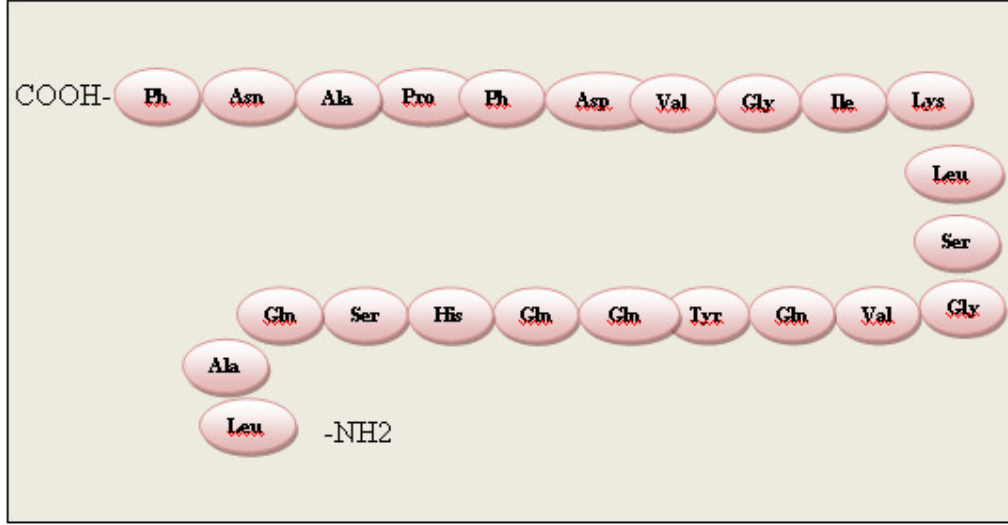 COOH- Ph Asn Ala Pro Ph Asp Val Gly Ile Lys
Leu
Ser
Gln Ser His Gln Gln Tyr Gln Val Gly
Ala
Leu -NH2